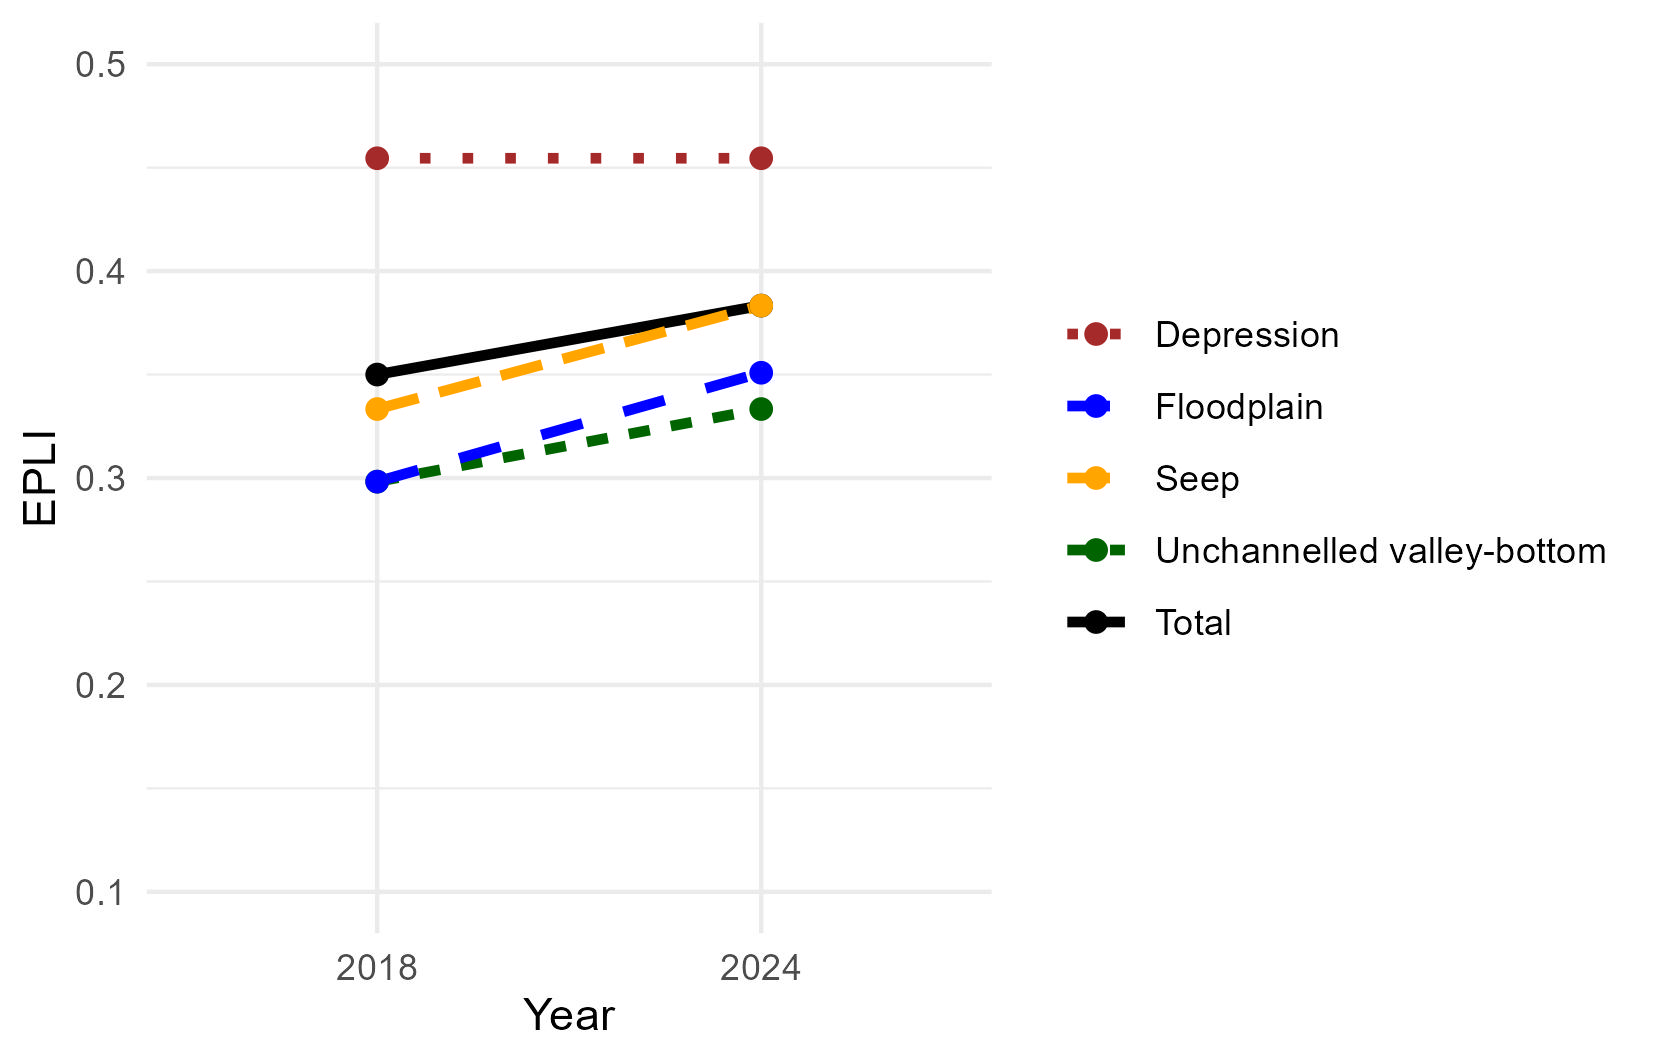 EPLI
0.5
0.4
0.3
0.2
0.1
2018 2024
Year
Depression
Floodplain
Seep
Unchannelled valley-bottom
Total